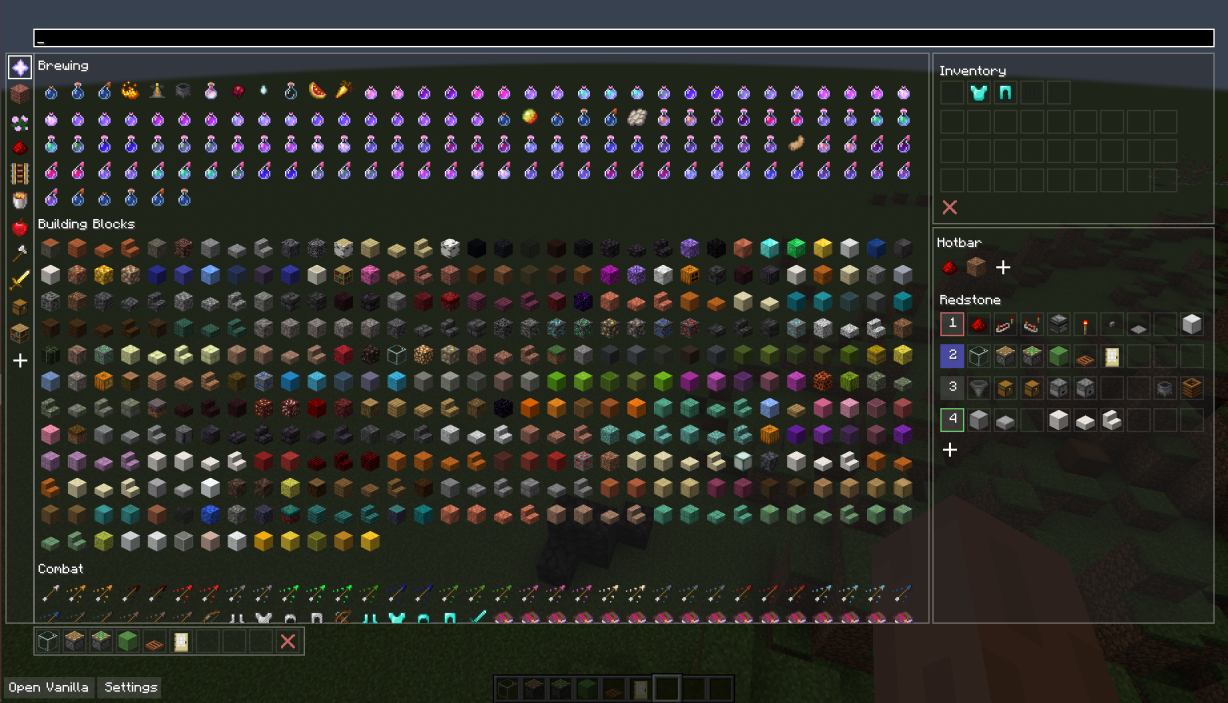 _
Brewing
Building Blocks
Combat
Inventory
Hotbar
+
Redstone
1
2
3
4
+
+
Open Vanilla
Settings